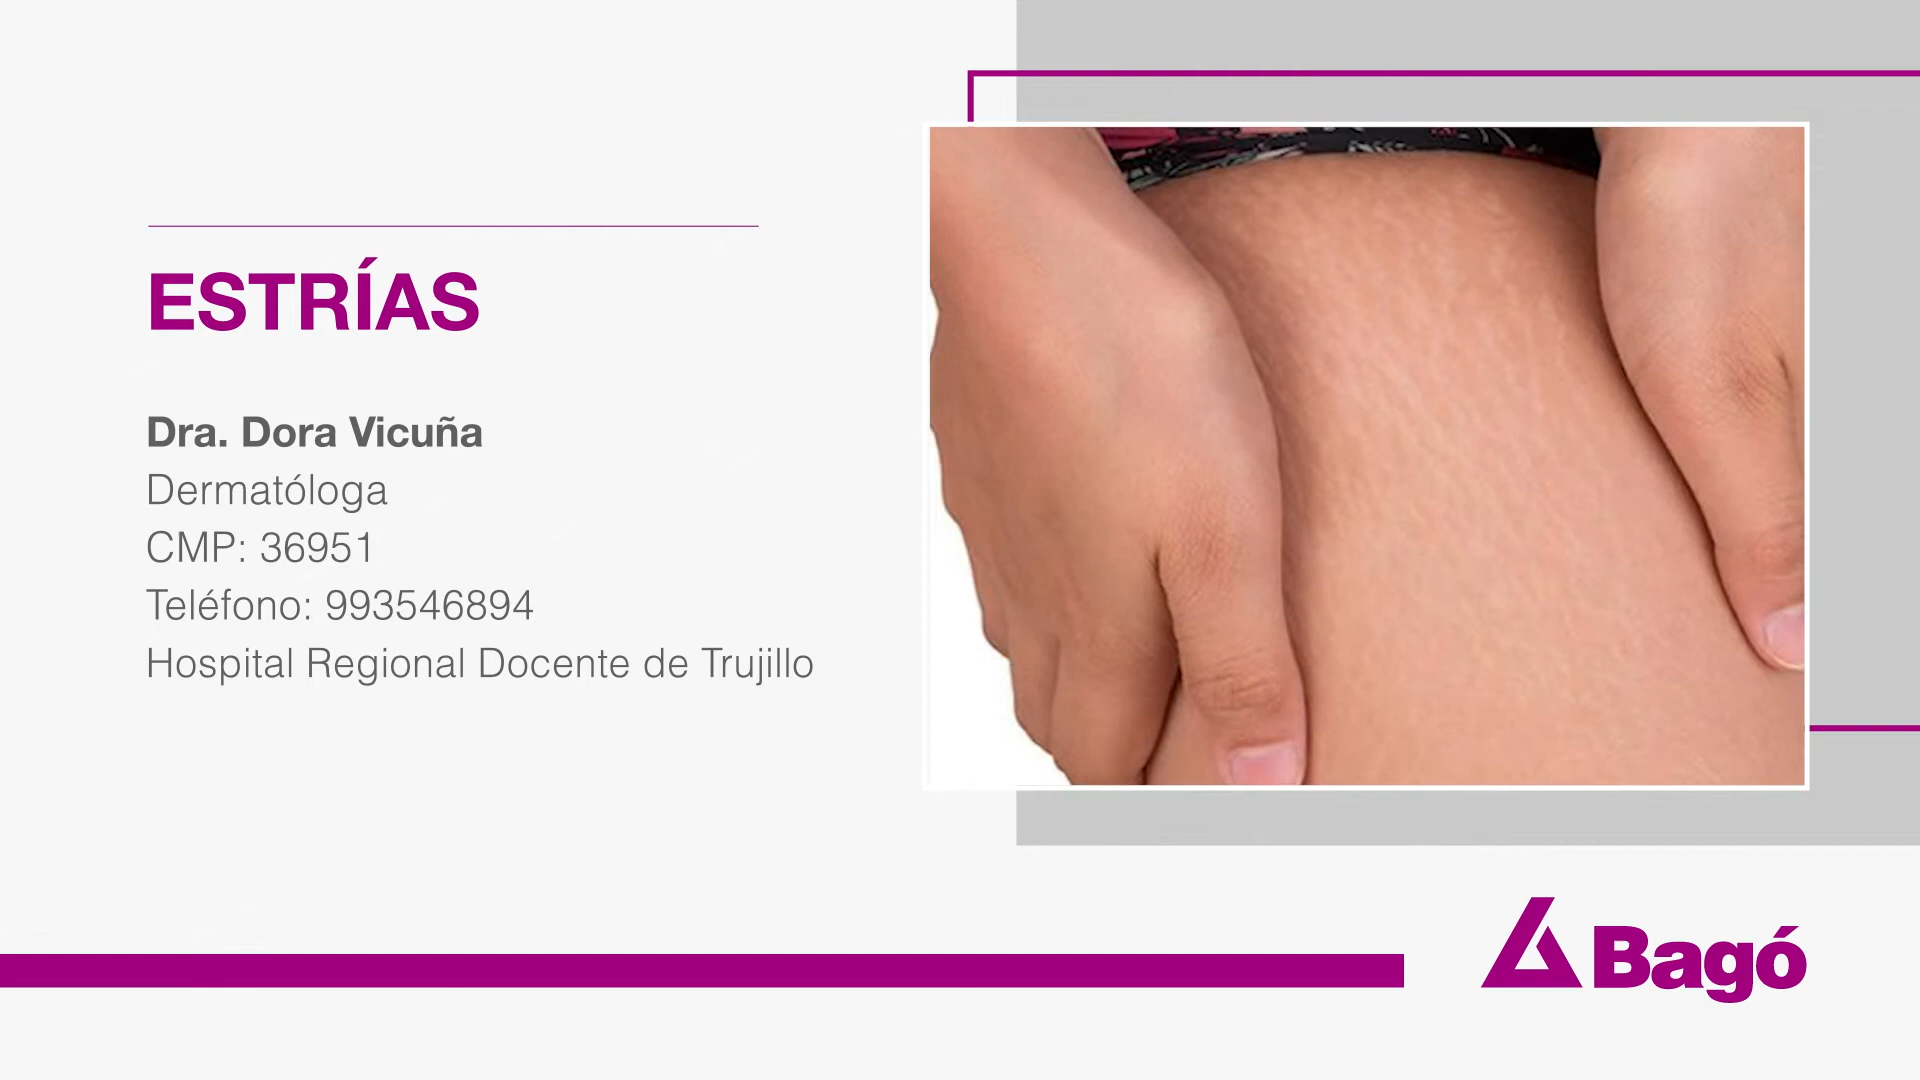 ESTRÍAS
Dra. Dora Vicuña
Dermatóloga
CMP: 36951
Teléfono: 993546894
Hospital Regional Docente de Trujillo
Bagó